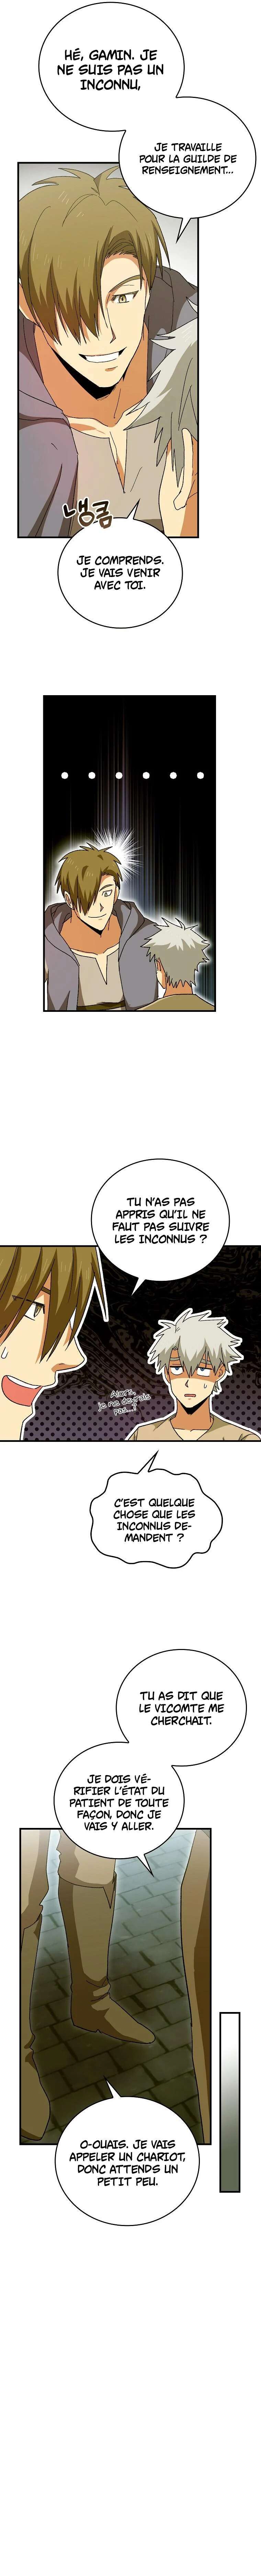 HÉ, GAMIN. JE
NE SUIS PAS UN
INCONNU,
JE TRAVAILLE
POUR LA GUILDE DE
RENSEIGNEMENT...
냉큼
JE COMPRENDS.
JE VAIS VENIR
AVEC TOI.
TU N'AS PAS
APPRIS QU'IL NE
FAUT PAS SUIVRE
LES INCONNUS ?
Alors,
je ne devrais
pas...?
C'EST QUELQUE
CHOSE QUE LES
INCONNUS DE-
MANDENT ?
TU AS DIT QUE
LE VICOMTE ME
CHERCHAIT.
JE DOIS VÉ-
RIFIER L'ÉTAT DU
PATIENT DE TOUTE
FAÇON, DONC JE
VAIS Y ALLER.
O-OUAIS. JE VAIS
APPELER UN CHARIOT,
DONC ATTENDS UN
PETIT PEU.